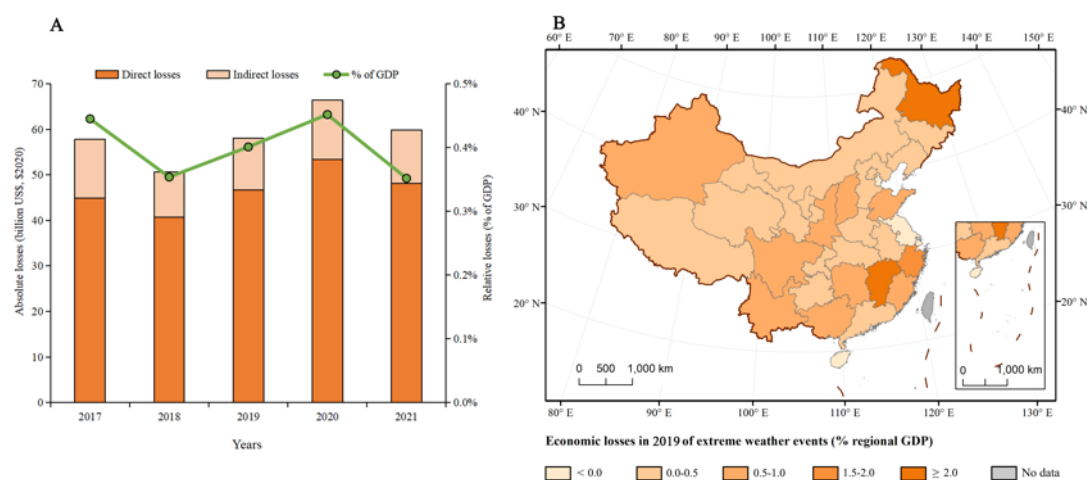 A
Direct losses
Indirect losses
% of GDP
Absolute losses (billion US$, $2020)
70
60
50
40
30
20
10
0
0.5%
0.4%
0.3%
0.2%
0.1%
0.0%
Relative losses (% of GDP)
2017 2018 2019 2020 2021
Years
B
60° E 70° E 80° E 90° E 100° E 110° E 120° E 130° E 140° E 150° E
40° N
30° N
20° N
40° N
30° N
20° N
0 500 1,000 km
0 1,000 km
80° E 90° E 100° E 110° E 120° E 130° E
Economic losses in 2019 of extreme weather events (% regional GDP)
< 0.0 0.0-0.5 0.5-1.0 1.5-2.0 ≥ 2.0 No data